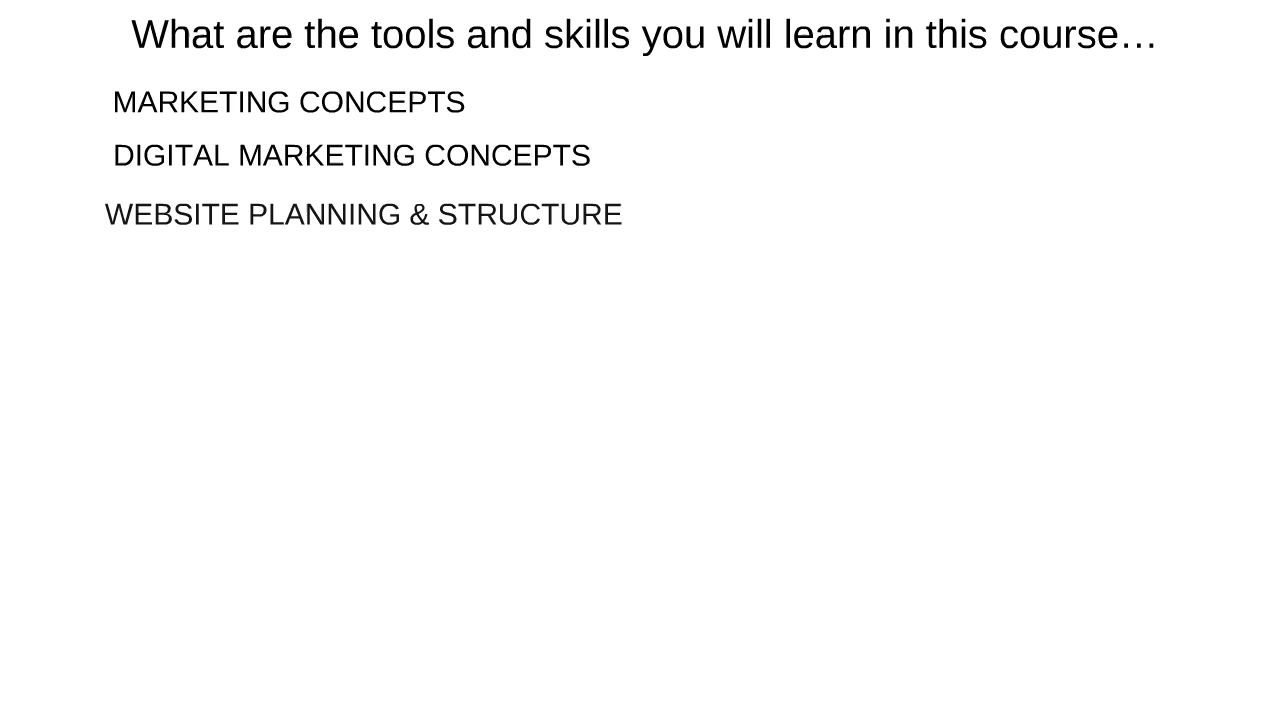 What are the tools and skills you will learn in this course…
MARKETING CONCEPTS
DIGITAL MARKETING CONCEPTS
WEBSITE PLANNING & STRUCTURE